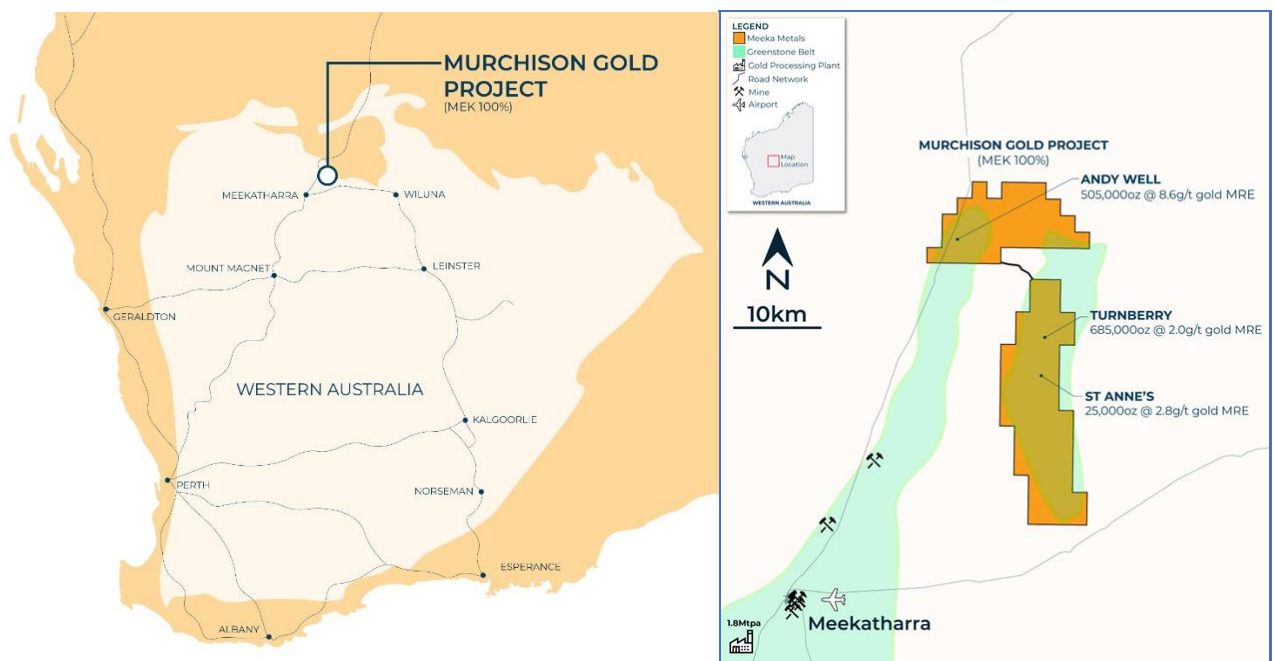 MURCHISON GOLD
PROJECT
(MEK 100%)
MEEKATHARRA
WILUNA
MOUNT MAGNET
LEINSTER
GERALDTON
WESTERN AUSTRALIA
KALGOORLIE
PERTH
NORSEMAN
ESPERANCE
ALBANY
LEGEND
Meeka Metals
Greenstone Belt
Gold Processing Plant
Road Network
Mine
Airport
Map
Location
WESTERN AUSTRALIA
N
10km
MURCHISON GOLD PROJECT
(MEK 100%)
ANDY WELL
505,000oz @ 8.6g/t gold MRE
TURNBERRY
685,000oz @ 2.0g/t gold MRE
ST ANNE'S
25,000oz @ 2.8g/t gold MRE
Meekatharra
1.8Mtpa